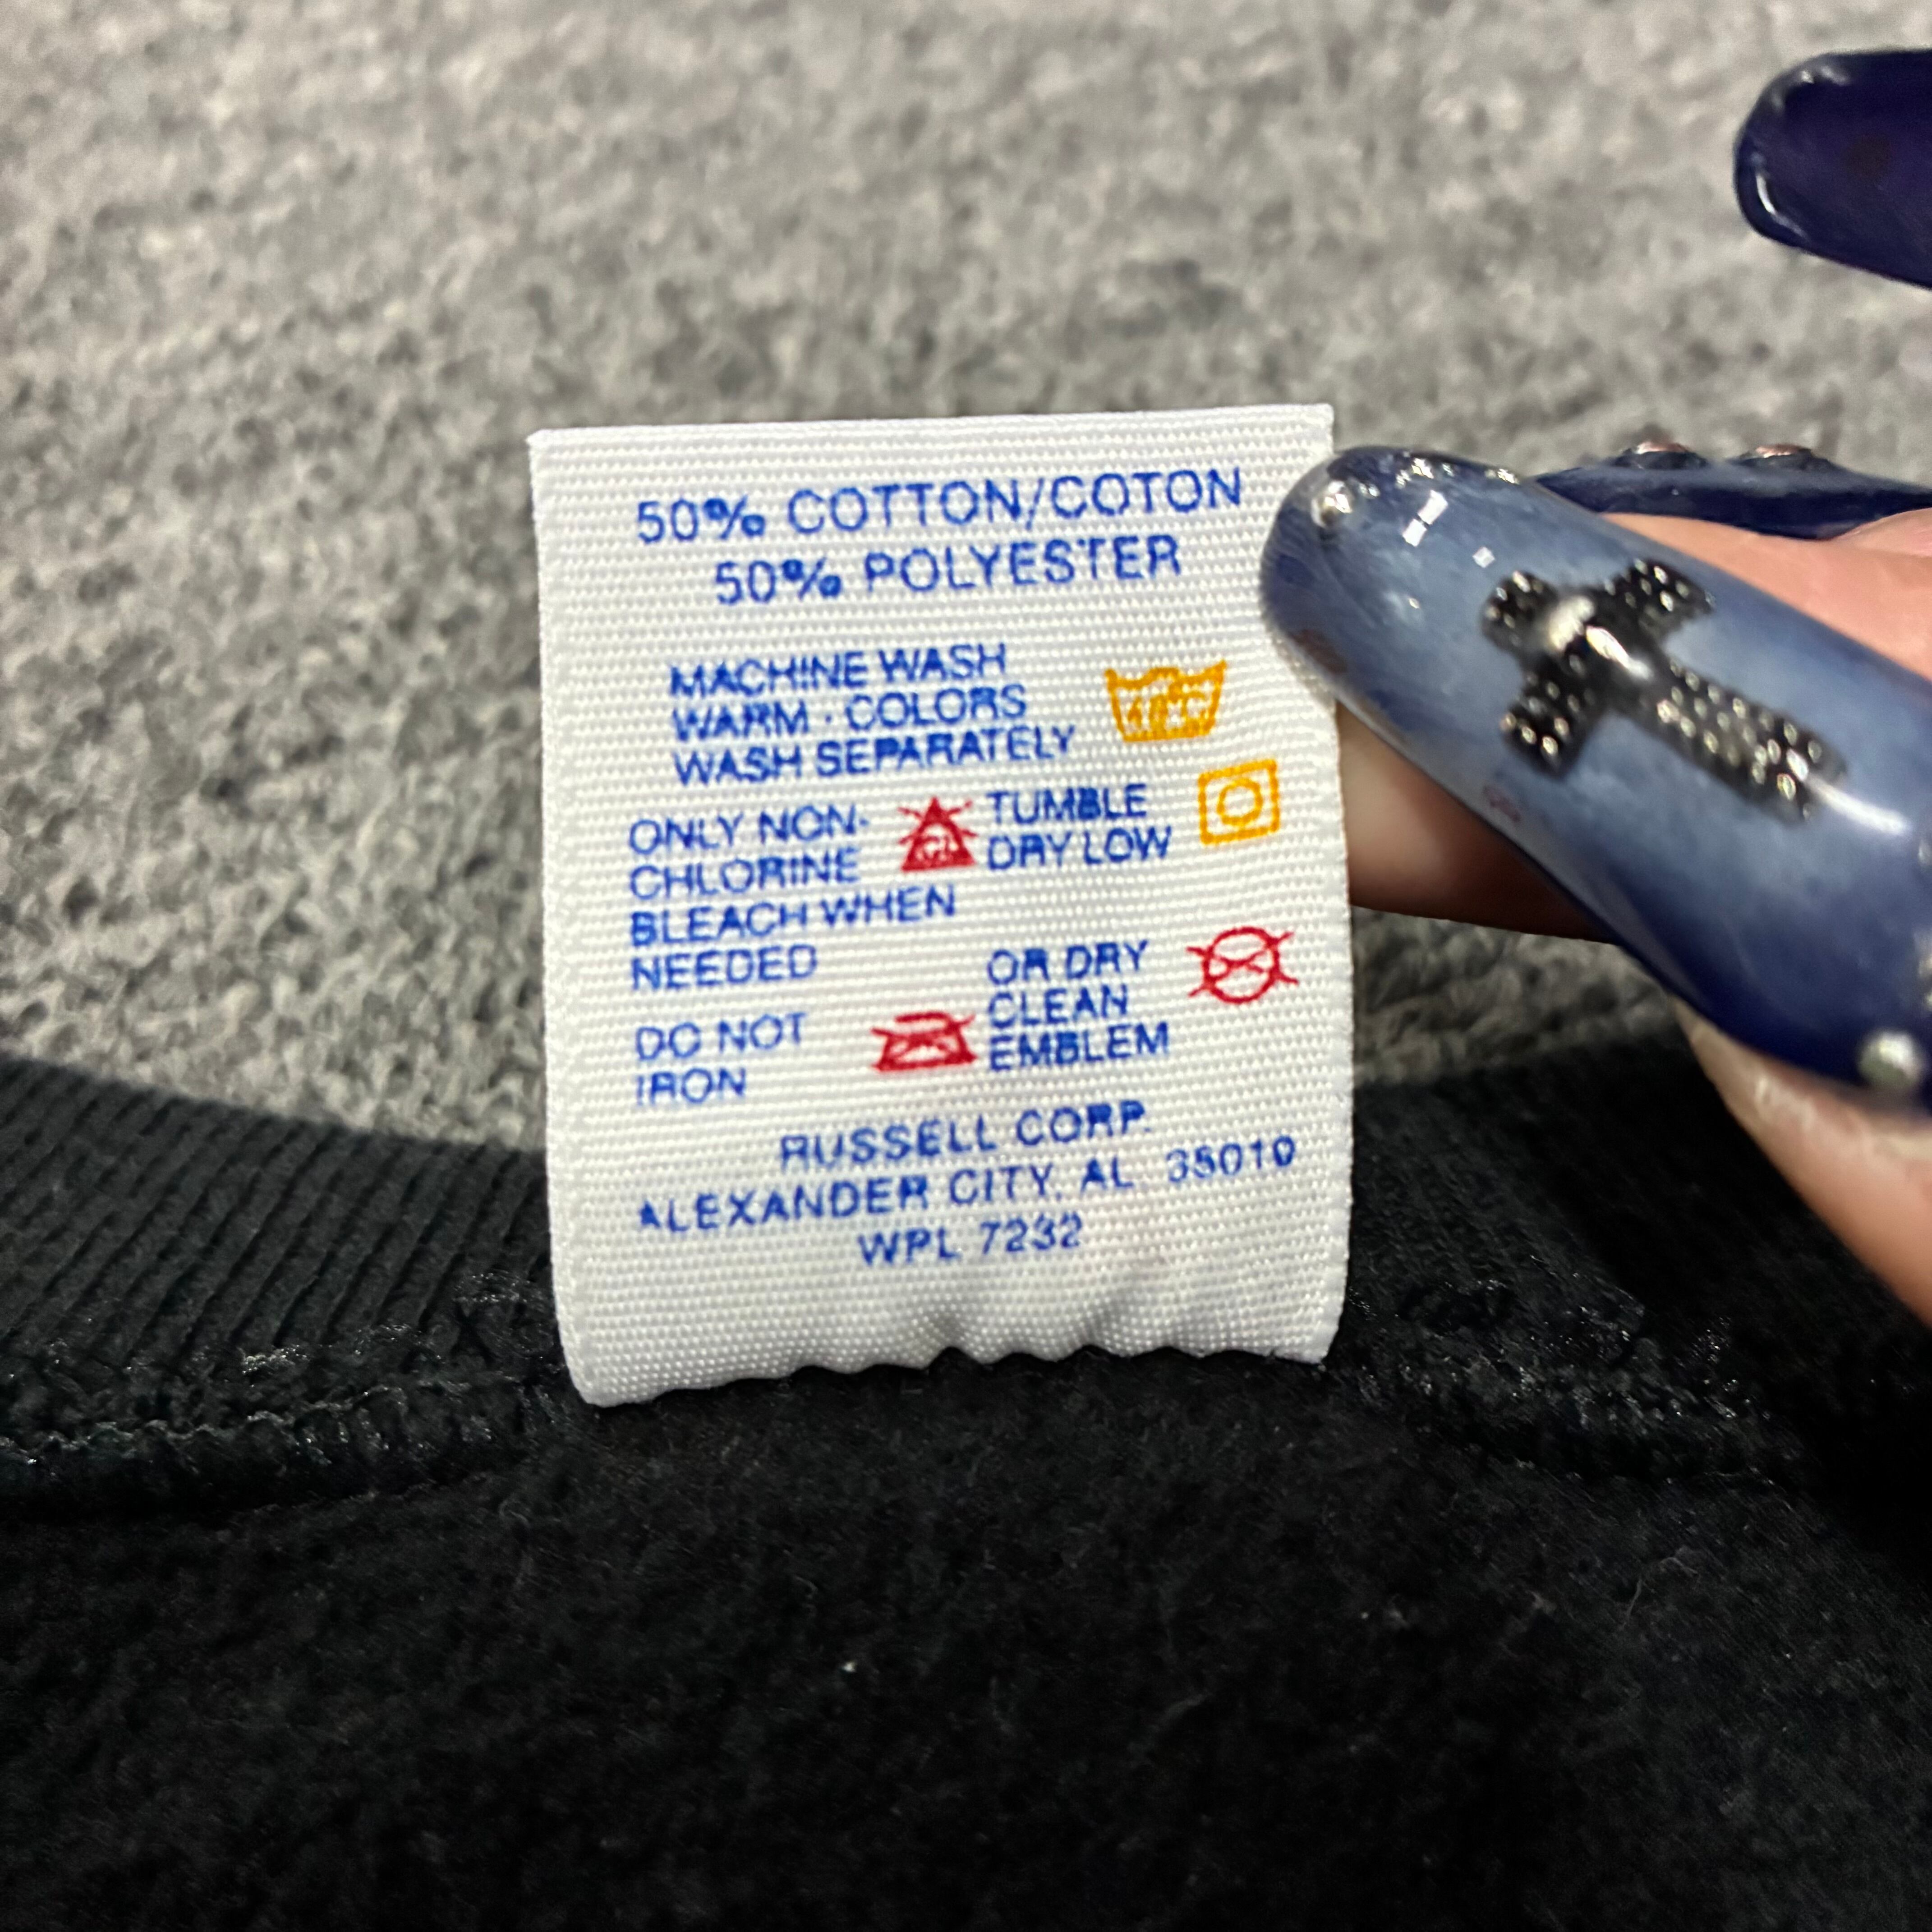 50% COTTON/COTON
50% POLYESTER
MACHINE WASH
WARM · COLORS
WASH SEPARATELY
ONLY NON-
CHLORINE
BLEACH WHEN
NEEDED
CL
TUMBLE
DRY LOW
DO NOT
IRON
OR DRY
CLEAN
EMBLEM
RUSSELL CORP.
ALEXANDER CITY, AL 35010
WPL 7232